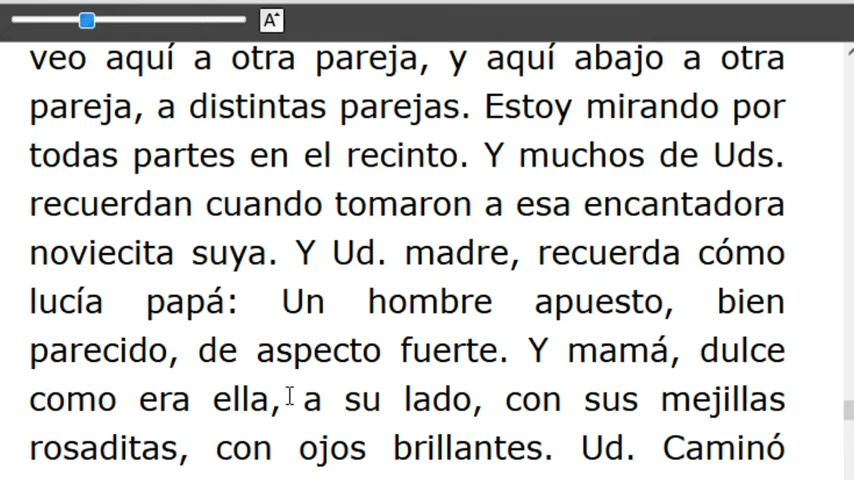 A
veo aquí a otra pareja, y aquí abajo a otra
pareja, a distintas parejas. Estoy mirando por
todas partes en el recinto. Y muchos de Uds.
recuerdan cuando tomaron a esa encantadora
noviecita suya. Y Ud. madre, recuerda cómo
lucía papá: Un hombre apuesto, bien
parecido, de aspecto fuerte. Y mamá, dulce
como era ella, a su lado, con sus mejillas
rosaditas, con ojos brillantes. Ud. Caminó